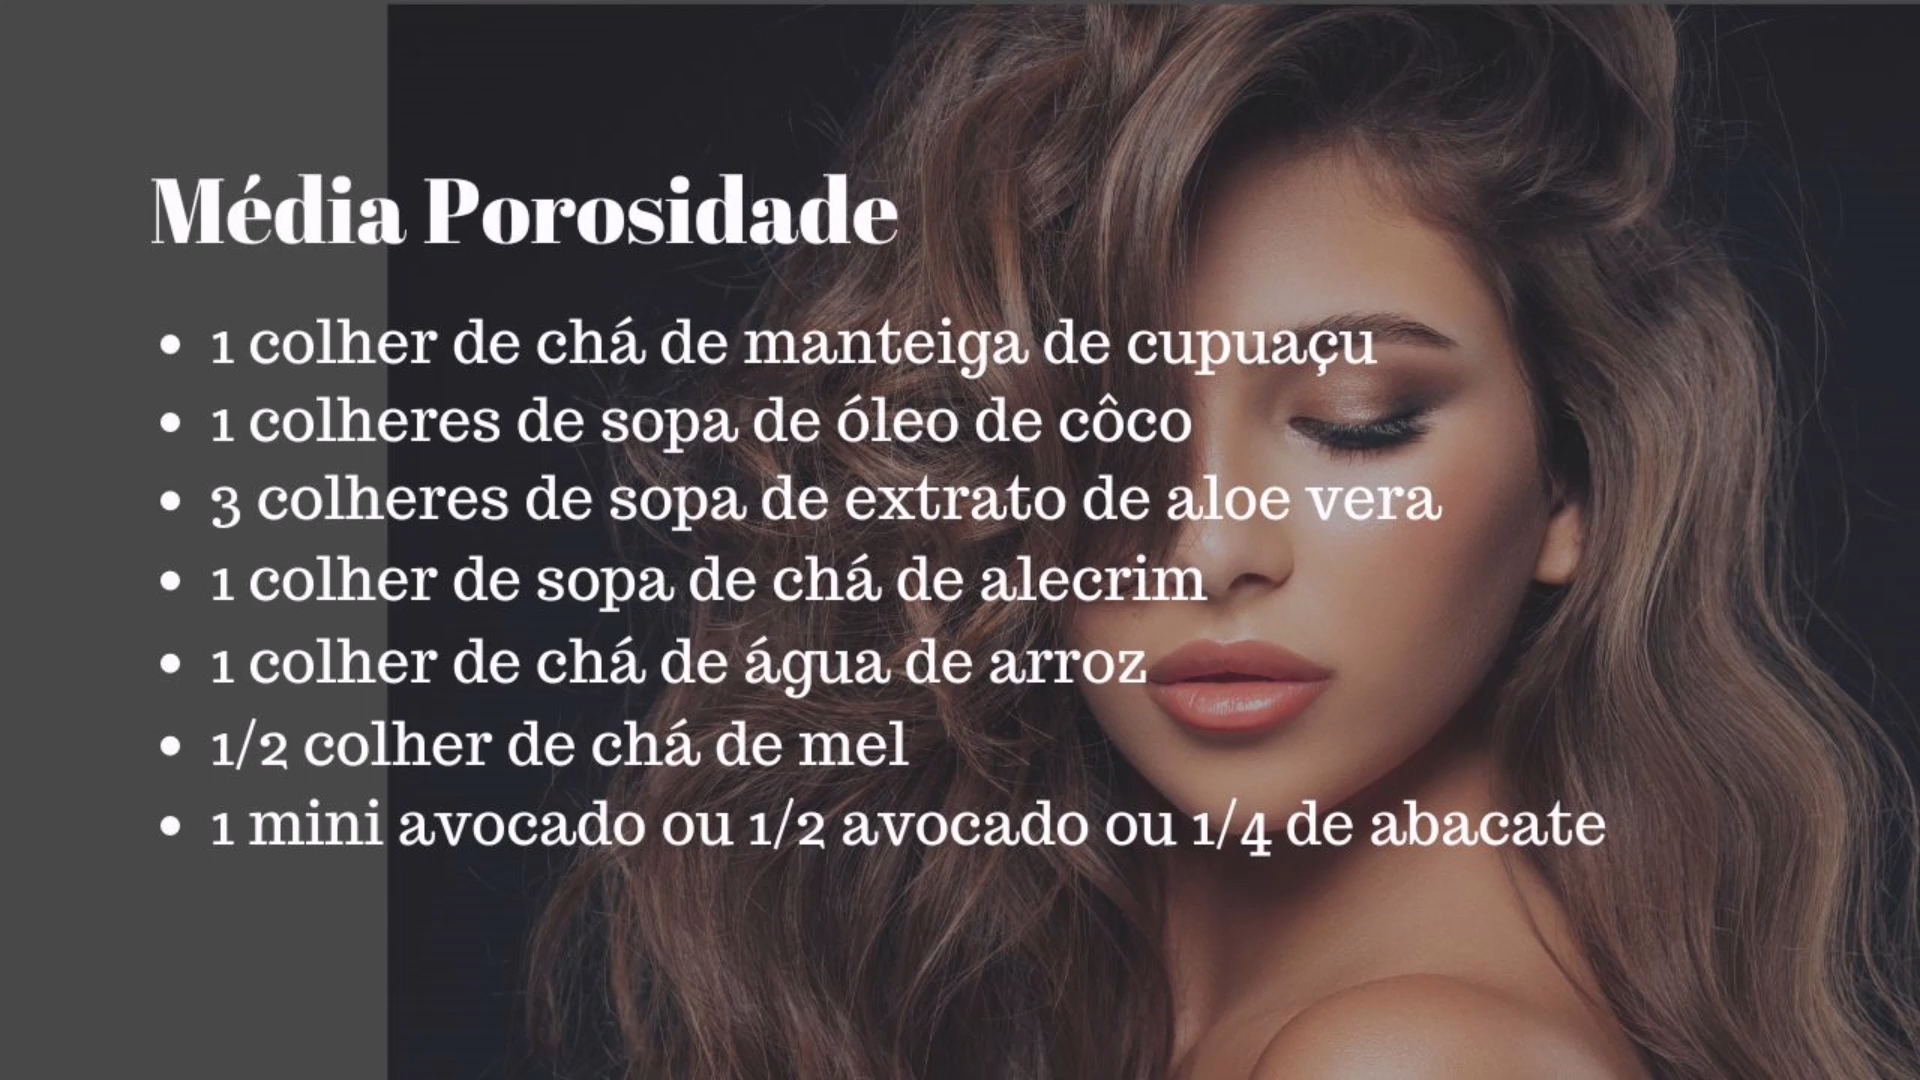 Média Porosidade
• 1 colher de chá de manteiga de cupuaçu
• 1 colheres de sopa de óleo de côco
• 3 colheres de sopa de extrato de aloe vera
• 1 colher de sopa de chá de alecrim
• 1 colher de chá de água de arroz
• 1/2 colher de chá de mel
• 1 mini avocado ou 1/2 avocado ou 1/4 de abacate